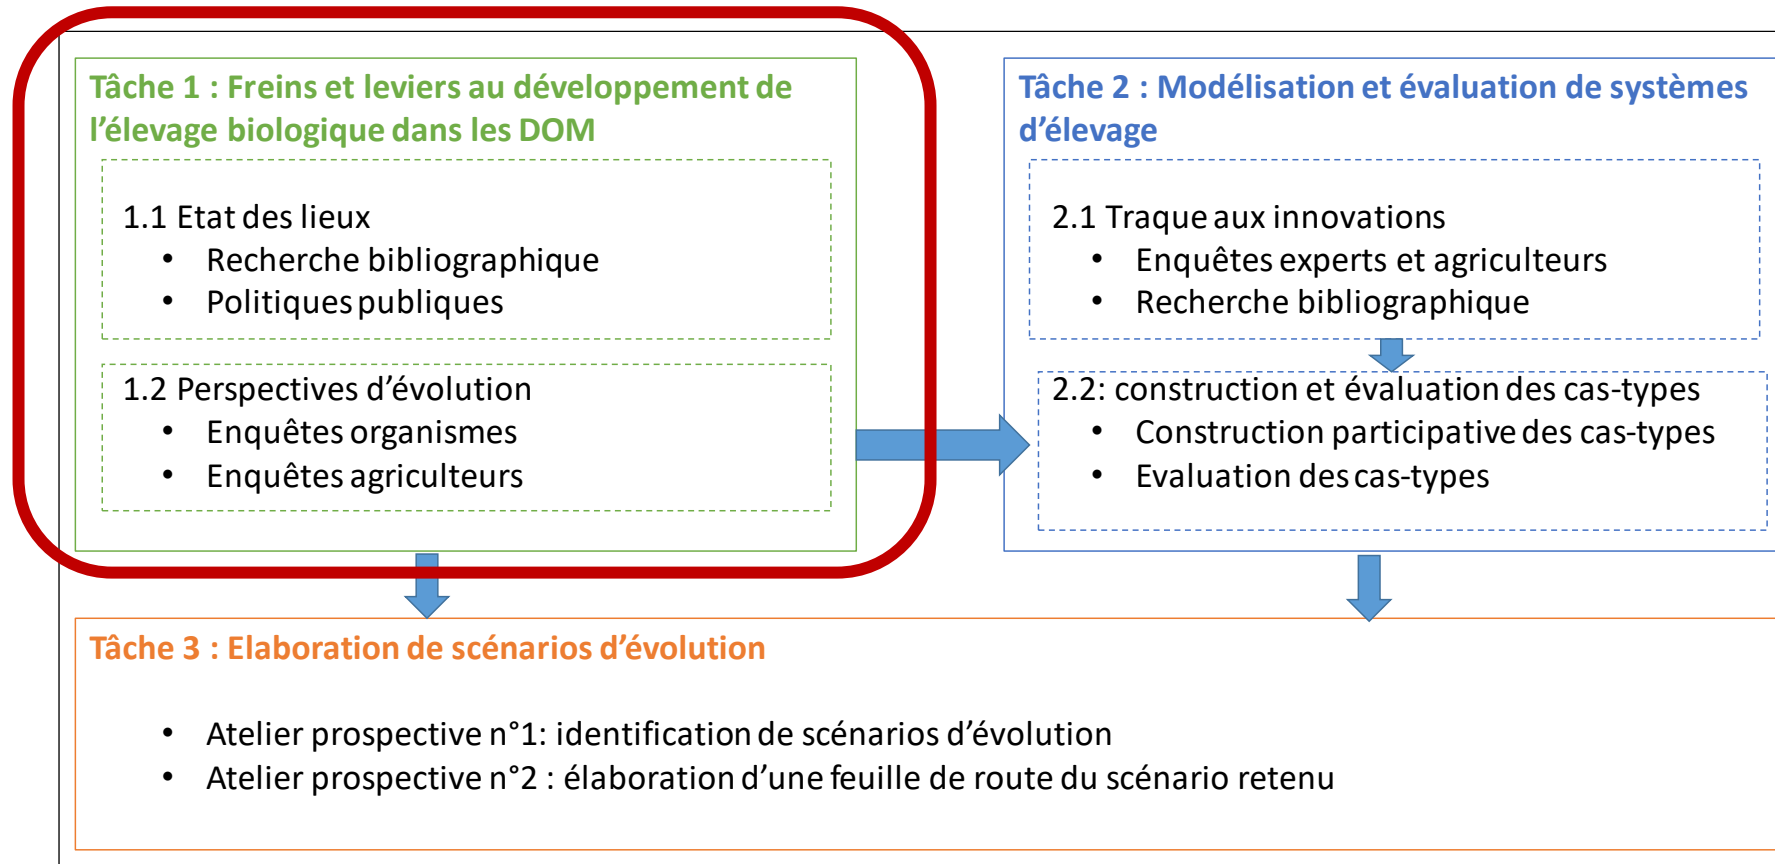 Tâche 1 : Freins et leviers au développement de
l’élevage biologique dans les DOM
1.1 Etat des lieux
• Recherche bibliographique
• Politiques publiques
1.2 Perspectives d’évolution
• Enquêtes organismes
• Enquêtes agriculteurs
Tâche 2 : Modélisation et évaluation de systèmes
d’élevage
2.1 Traque aux innovations
• Enquêtes experts et agriculteurs
• Recherche bibliographique
2.2: construction et évaluation des cas-types
• Construction participative des cas-types
• Evaluation des cas-types
Tâche 3 : Elaboration de scénarios d’évolution
• Atelier prospective n°1: identification de scénarios d’évolution
• Atelier prospective n°2 : élaboration d’une feuille de route du scénario retenu